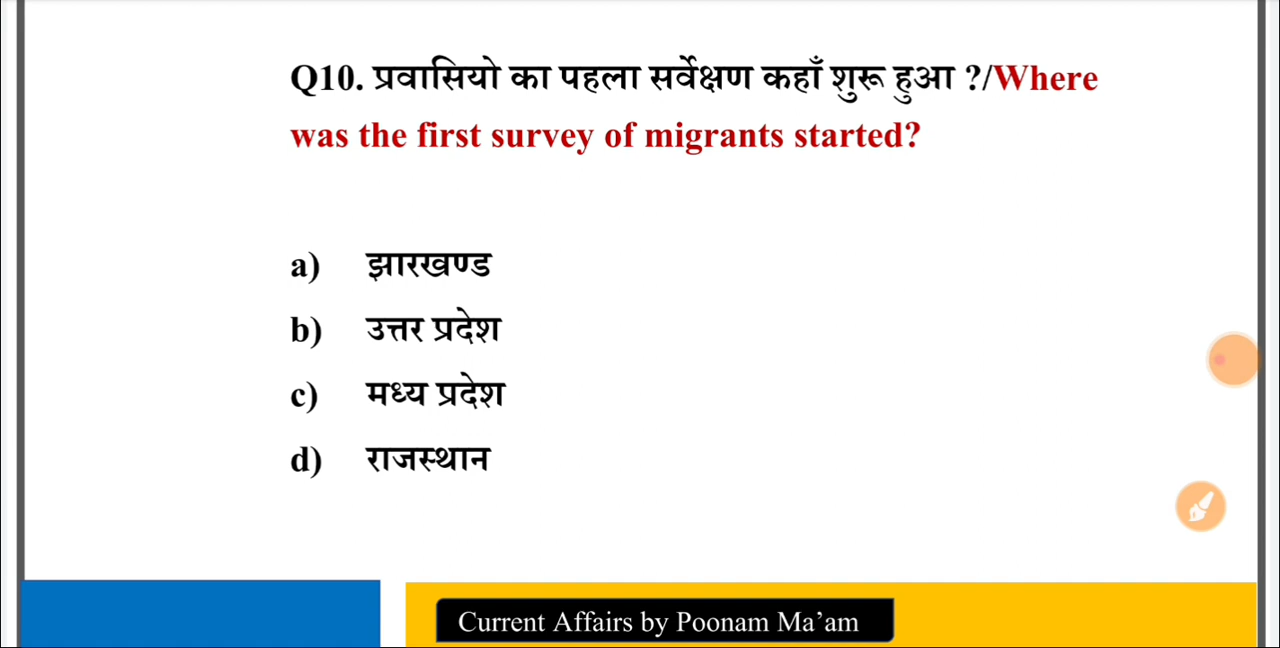 Q10. प्रवासियो का पहला सर्वेक्षण कहाँ शुरू हुआ ?/Where
was the first survey of migrants started?
a) झारखण्ड
b) उत्तर प्रदेश
c) मध्य प्रदेश
d) राजस्थान
Current Affairs by Poonam Ma’am